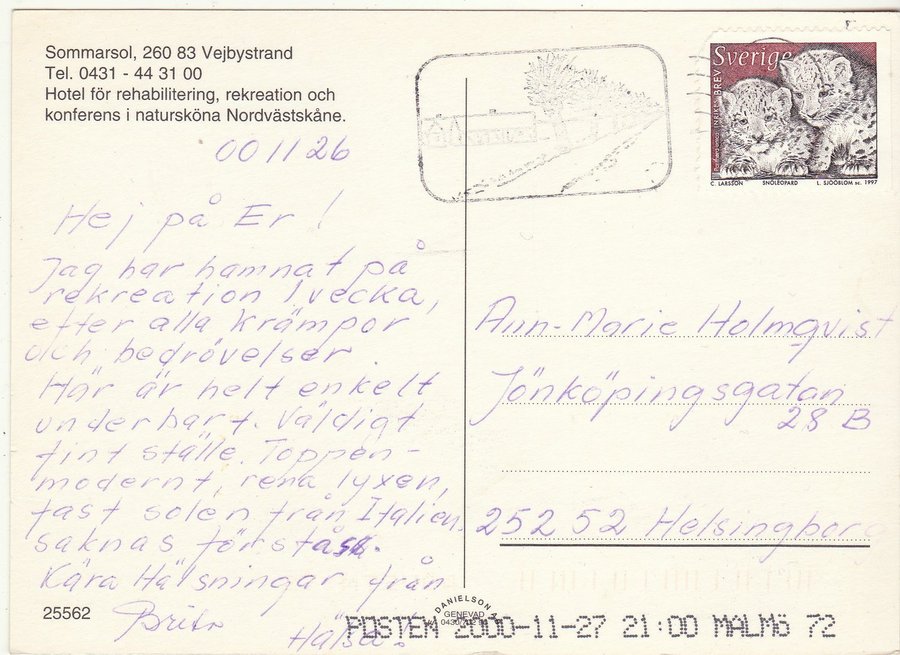 Sommarsol, 260 83 Vejbystrand
Tel. 0431 - 44 31 00
Hotel för rehabilitering, rekreation och
konferens i natursköna Nordvästskåne.
001126
Hej på Er!
Jag har hamnat på
rekreation 1 vecka,
efter alla krämpor
och bedrövelser.
Här är helt enkelt
underbart. Väldigt
fint ställe. Toppen-
modernt, rena lyxen,
fast solen från Italien
saknas förstås.
Kära Hälsningar från
Britt
Hälsa!
25562
Sverige
BREV
INRIKES
C. LARSSON SNÖLEOPARD L. SJÖÖBLOM sc. 1997
Ann-Marie Holmqvist
Jönköpingsgatan
28 B
252 52 Helsingborg
DANIELSON
GENEVAD
POSTEN 2000-11-27 21:00 MALMÖ 72